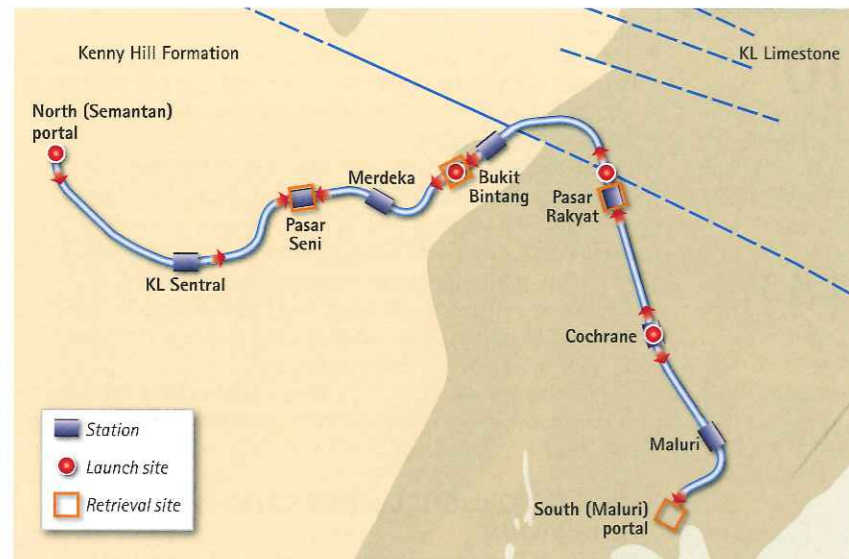 Kenny Hill Formation
KL Limestone
North (Semantan)
portal
Merdeka
Bukit
Bintang
Pasar
Rakyat
Pasar
Seni
KL Sentral
Cochrane
Maluri
South (Maluri)
portal
Station
Launch site
Retrieval site